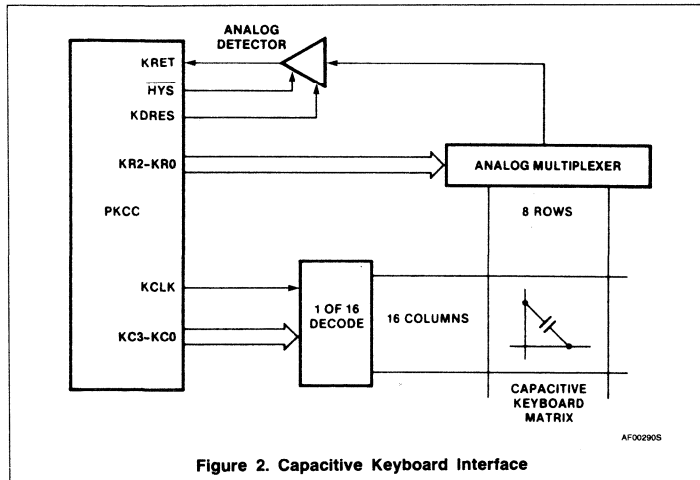 ANALOG
DETECTOR
KRET
HYS
KDRES
KR2-KR0
ANALOG MULTIPLEXER
8 ROWS
PKCC
KCLK
1 OF 16
DECODE
16 COLUMNS
KC3-KC0
CAPACITIVE
KEYBOARD
MATRIX
AF00290S
Figure 2. Capacitive Keyboard Interface